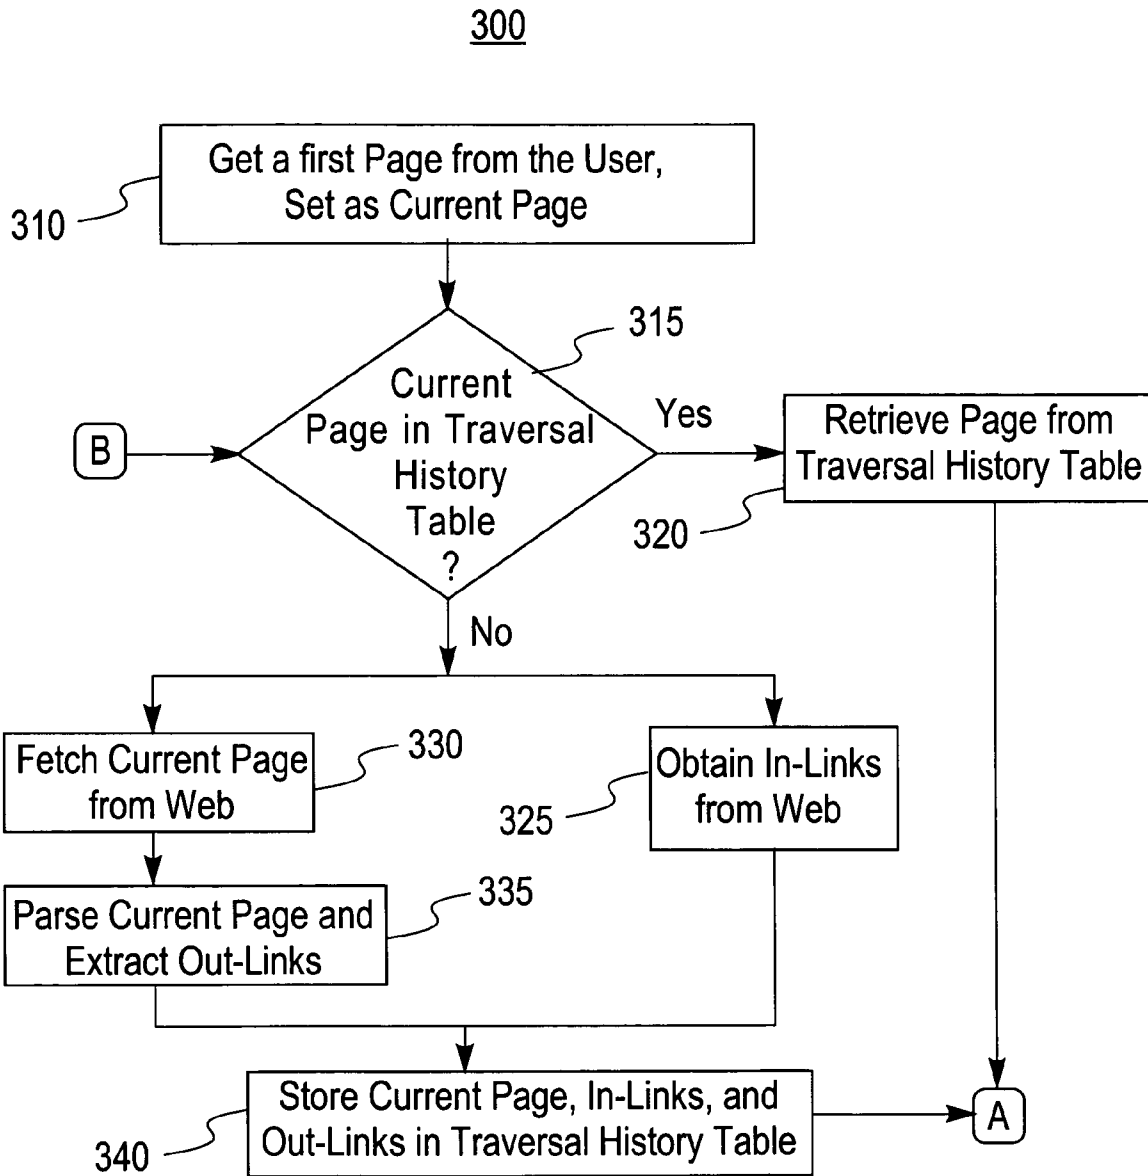 300
Get a first Page from the User,
Set as Current Page
310
315
Current
Page in Traversal
History
Table
?
Yes
B
Retrieve Page from
Traversal History Table
320
No
Fetch Current Page
from Web
330
Obtain In-Links
from Web
325
Parse Current Page and
Extract Out-Links
335
Store Current Page, In-Links, and
Out-Links in Traversal History Table
340
A